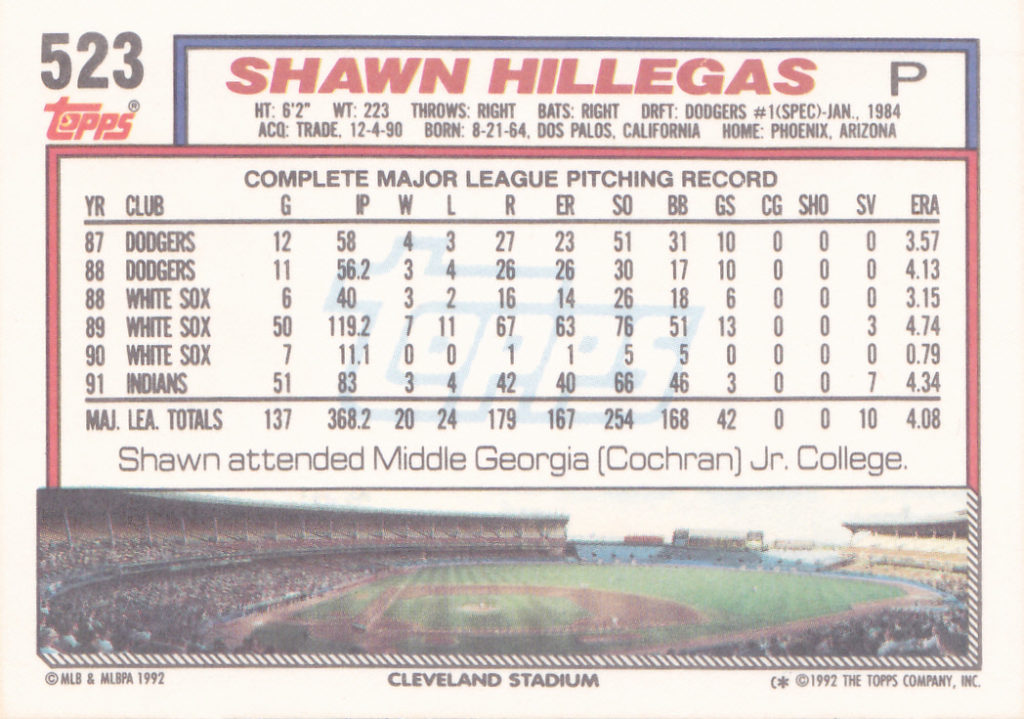 523
Topps®
SHAWN HILLEGAS P
HT: 6'2" WT: 223 THROWS: RIGHT BATS: RIGHT DRFT: DODGERS #1(SPEC)-JAN., 1984
ACQ: TRADE, 12-4-90 BORN: 8-21-64, DOS PALOS, CALIFORNIA HOME: PHOENIX, ARIZONA
COMPLETE MAJOR LEAGUE PITCHING RECORD
YR CLUB G IP W L R ER SO BB GS CG SHO SV ERA
87 DODGERS 12 58 4 3 27 23 51 31 10 0 0 0 3.57
88 DODGERS 11 56.2 3 4 26 26 30 17 10 0 0 0 4.13
88 WHITE SOX 6 40 3 2 16 14 26 18 6 0 0 0 3.15
89 WHITE SOX 50 119.2 7 11 67 63 76 51 13 0 0 3 4.74
90 WHITE SOX 7 11.1 0 0 1 1 5 5 0 0 0 0 0.79
91 INDIANS 51 83 3 4 42 40 66 46 3 0 0 7 4.34
MAJ. LEA. TOTALS 137 368.2 20 24 179 167 254 168 42 0 0 10 4.08
Topps
Shawn attended Middle Georgia (Cochran) Jr. College.
© MLB & MLBPA 1992 CLEVELAND STADIUM (* © 1992 THE TOPPS COMPANY, INC.